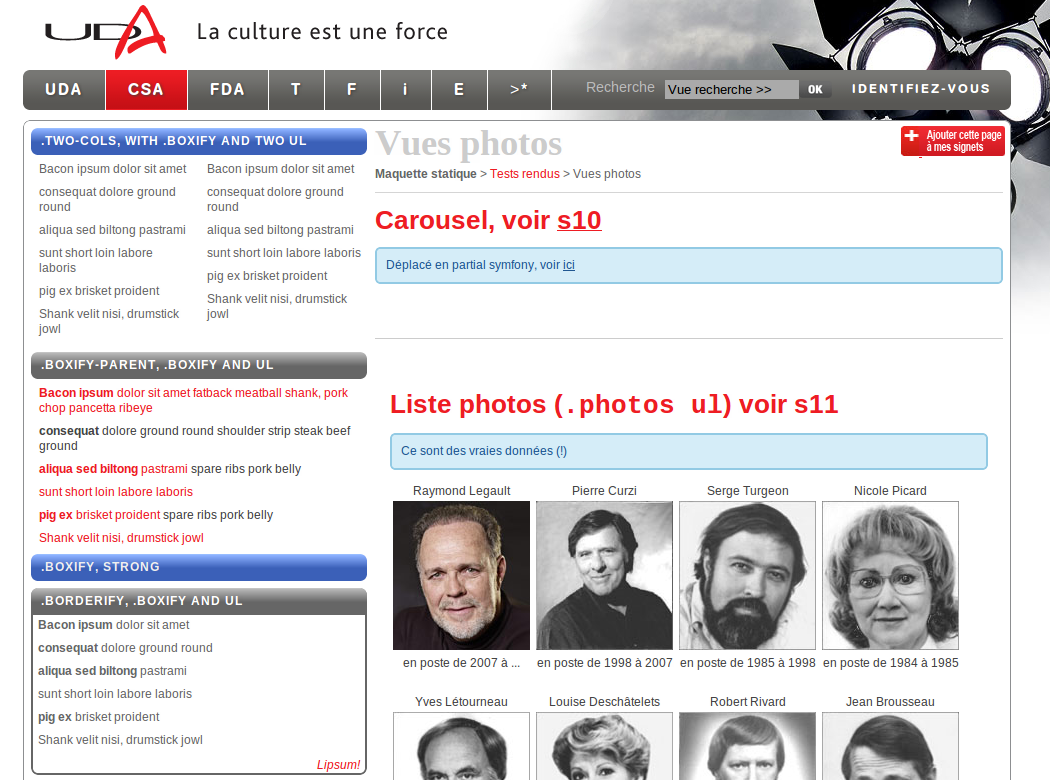 UDA
La culture est une force
UDA CSA FDA T F i E >* Recherche Vue recherche >> OK IDENTIFIEZ-VOUS
.TWO-COLS, WITH .BOXIFY AND TWO UL
Bacon ipsum dolor sit amet
consequat dolore ground
round
aliqua sed biltong pastrami
sunt short loin labore
laboris
pig ex brisket proident
Shank velit nisi, drumstick
jowl
Bacon ipsum dolor sit amet
consequat dolore ground
round
aliqua sed biltong pastrami
sunt short loin labore laboris
pig ex brisket proident
Shank velit nisi, drumstick
jowl
.BOXIFY-PARENT, .BOXIFY AND UL
Bacon ipsum dolor sit amet fatback meatball shank, pork
chop pancetta ribeye
consequat dolore ground round shoulder strip steak beef
ground
aliqua sed biltong pastrami spare ribs pork belly
sunt short loin labore laboris
pig ex brisket proident spare ribs pork belly
Shank velit nisi, drumstick jowl
.BOXIFY, STRONG
.BORDERIFY, .BOXIFY AND UL
Bacon ipsum dolor sit amet
consequat dolore ground round
aliqua sed biltong pastrami
sunt short loin labore laboris
pig ex brisket proident
Shank velit nisi, drumstick jowl
Lipsum!
Vues photos
Ajouter cette page
à mes signets
Maquette statique > Tests rendus > Vues photos
Carousel, voir s10
Déplacé en partial symfony, voir ici
Liste photos (.photos ul) voir s11
Ce sont des vraies données (!)
Raymond Legault Pierre Curzi Serge Turgeon Nicole Picard
en poste de 2007 à ... en poste de 1998 à 2007 en poste de 1985 à 1998 en poste de 1984 à 1985
Yves Létourneau Louise Deschâtelets Robert Rivard Jean Brousseau